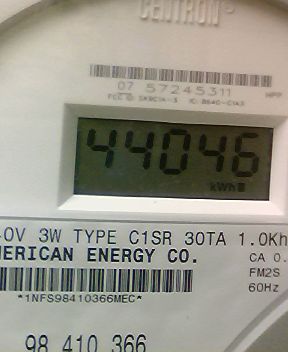 CENTRON
07 57245311
44046
kWh
0V 3W TYPE C1SR 30TA 1.0Kh
MERICAN ENERGY CO.
CA 0.
FM2S
*1NFS98410366MEC*
60Hz
98 410 366